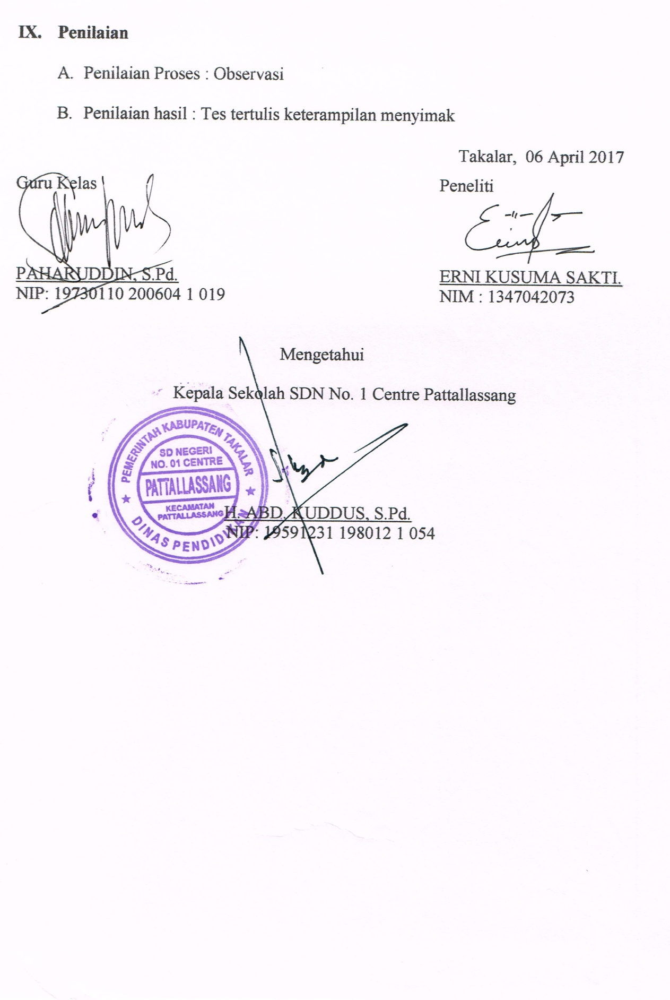 IX. Penilaian
A. Penilaian Proses : Observasi
B. Penilaian hasil : Tes tertulis keterampilan menyimak
Takalar, 06 April 2017
Guru Kelas
Peneliti
PAHARUDDIN, S.Pd.
NIP: 19730110 200604 1 019
ERNI KUSUMA SAKTI.
NIM : 1347042073
Mengetahui
Kepala Sekolah SDN No. 1 Centre Pattallassang
PEMERINTAH KABUPATEN TAKALAR
SD NEGERI
NO. 01 CENTRE
PATTALLASSANG
KECAMATAN
PATTALLASSANG
DINAS PENDIDIKAN
H. ABD. KUDDUS, S.Pd.
NIP: 19591231 198012 1 054